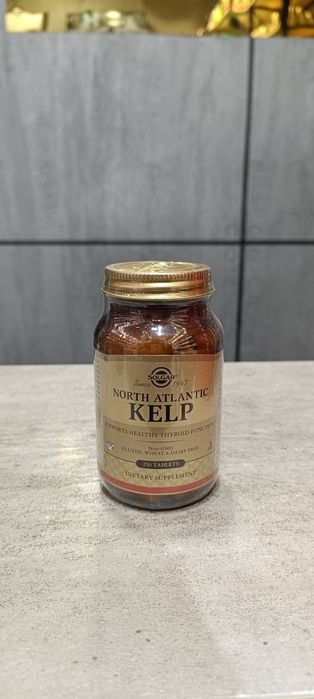 SOLGAR
Since 1947
NORTH ATLANTIC
KELP
SUPPORTS HEALTHY THYROID FUNCTION
Non-GMO
GLUTEN, WHEAT & DAIRY FREE
250 TABLETS
DIETARY SUPPLEMENT